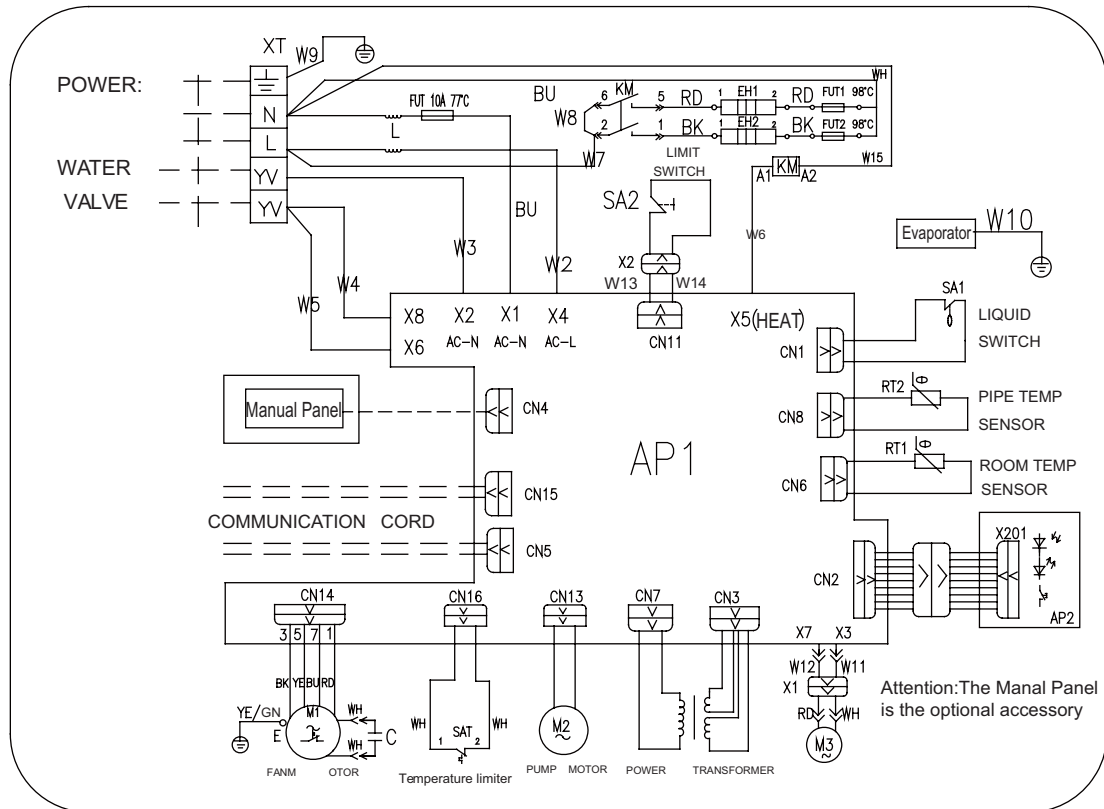 XT
W9
POWER:
N
L
WATER
VALVE
YV
YV
L
FUT 10A 77℃
BU
W8
W7
6
KM
5
RD
1
EH1
2
RD
FUT1
98℃
WH
2
1
BK
1
EH2
2
BK
FUT2
98℃
LIMIT
SWITCH
A1
KM
A2
W15
SA2
BU
W3
W2
W4
W5
X2
W13
W14
W6
Evaporator
W10
X8
X6
X2
AC-N
X1
AC-N
X4
AC-L
CN11
X5(HEAT)
CN1
SA1
LIQUID
SWITCH
RT2
θ
CN8
PIPE TEMP
SENSOR
RT1
θ
CN6
ROOM TEMP
SENSOR
Manual Panel
CN4
AP1
CN15
COMMUNICATION CORD
CN5
CN2
X201
AP2
CN14
3 5 7 1
BK YE BU RD
YE/GN
E
M1
WH
WH
C
FANM OTOR
CN16
WH
WH
1
SAT
2
Temperature limiter
CN13
M2
PUMP MOTOR
CN7
CN3
POWER TRANSFORMER
X7
X3
W12
W11
X1
RD
WH
M3
Attention:The Manal Panel
is the optional accessory